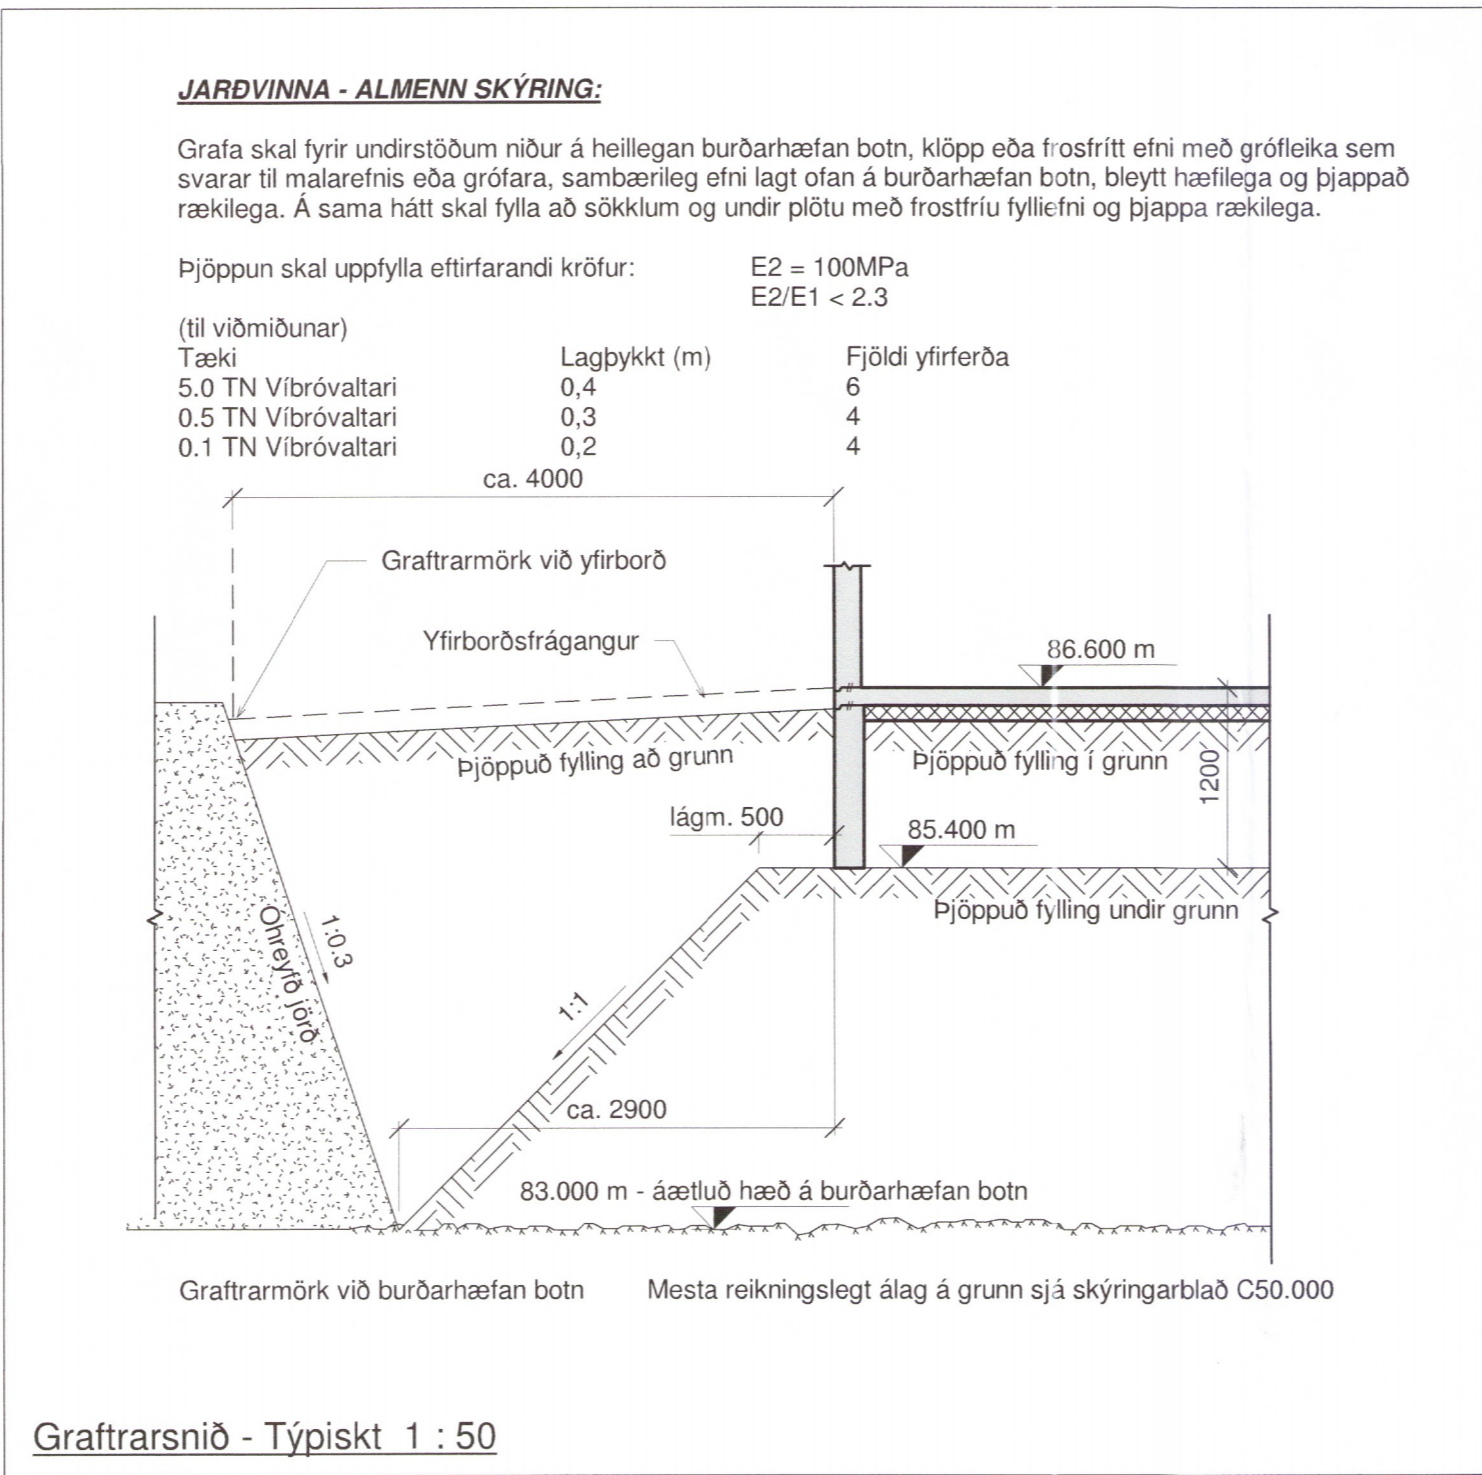 JARÐVINNA - ALMENN SKÝRING:
Grafa skal fyrir undirstöðum niður á heillegan burðarhæfan botn, klöpp eða frosfrítt efni með grófleika sem
svarar til malarefnis eða grófara, sambærileg efni lagt ofan á burðarhæfan botn, bleytt hæfilega og þjappað
rækilega. Á sama hátt skal fylla að sökklum og undir plötu með frostfríu fylliefni og þjappa rækilega.
Þjöppun skal uppfylla eftirfarandi kröfur: E2 = 100MPa
E2/E1 < 2.3
(til viðmiðunar)
Tæki Lagþykkt (m) Fjöldi yfirferða
5.0 TN Víbróvaltari 0,4 6
0.5 TN Víbróvaltari 0,3 4
0.1 TN Víbróvaltari 0,2 4
ca. 4000
Graftrarmörk við yfirborð
Yfirborðsfrágangur
86.600 m
Þjöppuð fylling að grunn
Þjöppuð fylling í grunn
1200
lágm. 500
85.400 m
Þjöppuð fylling undir grunn
Óhreyfð jörð
1:0.3
1:1
ca. 2900
83.000 m - áætluð hæð á burðarhæfan botn
Graftrarmörk við burðarhæfan botn
Mesta reikningslegt álag á grunn sjá skýringarblað C50.000
Graftrarsnið - Týpiskt 1 : 50